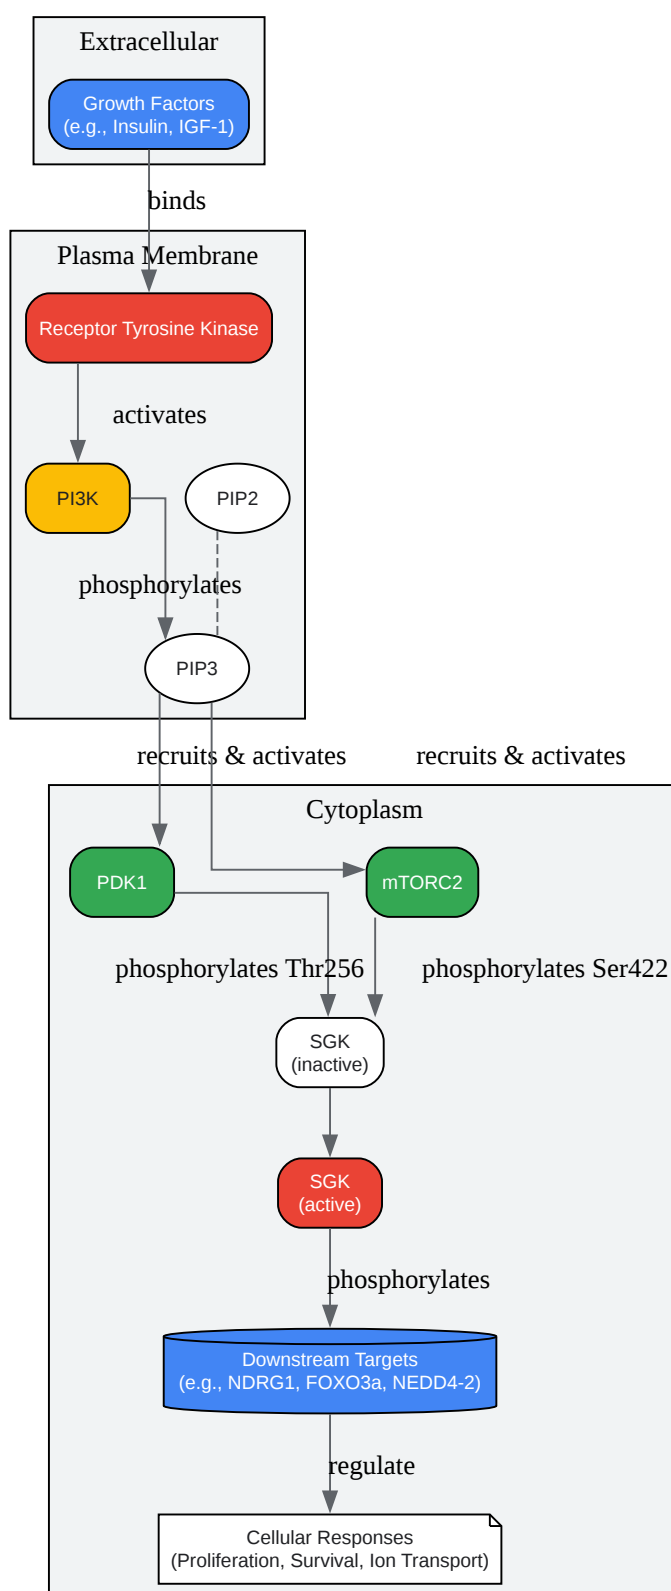 Extracellular
Growth Factors
(e.g., Insulin, IGF-1)
binds
Plasma Membrane
Receptor Tyrosine Kinase
activates
PI3K
PIP2
phosphorylates
PIP3
recruits & activates
recruits & activates
Cytoplasm
PDK1
mTORC2
phosphorylates Thr256
phosphorylates Ser422
SGK
(inactive)
SGK
(active)
phosphorylates
Downstream Targets
(e.g., NDRG1, FOXO3a, NEDD4-2)
regulate
Cellular Responses
(Proliferation, Survival, Ion Transport)